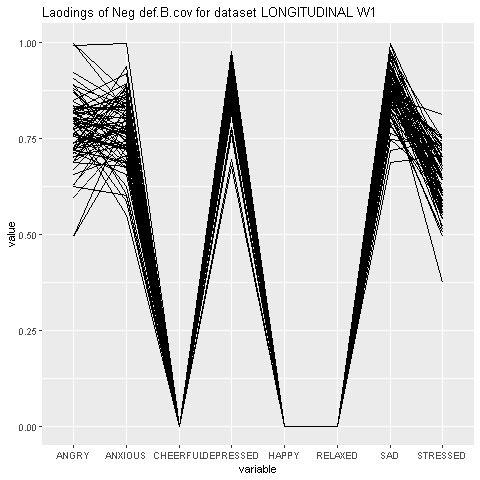 Laodings of Neg def.B.cov for dataset LONGITUDINAL W1
1.00
0.75
value
0.50
0.25
0.00
ANGRY ANXIOUS CHEERFULDEPRESSED HAPPY RELAXED SAD STRESSED
variable